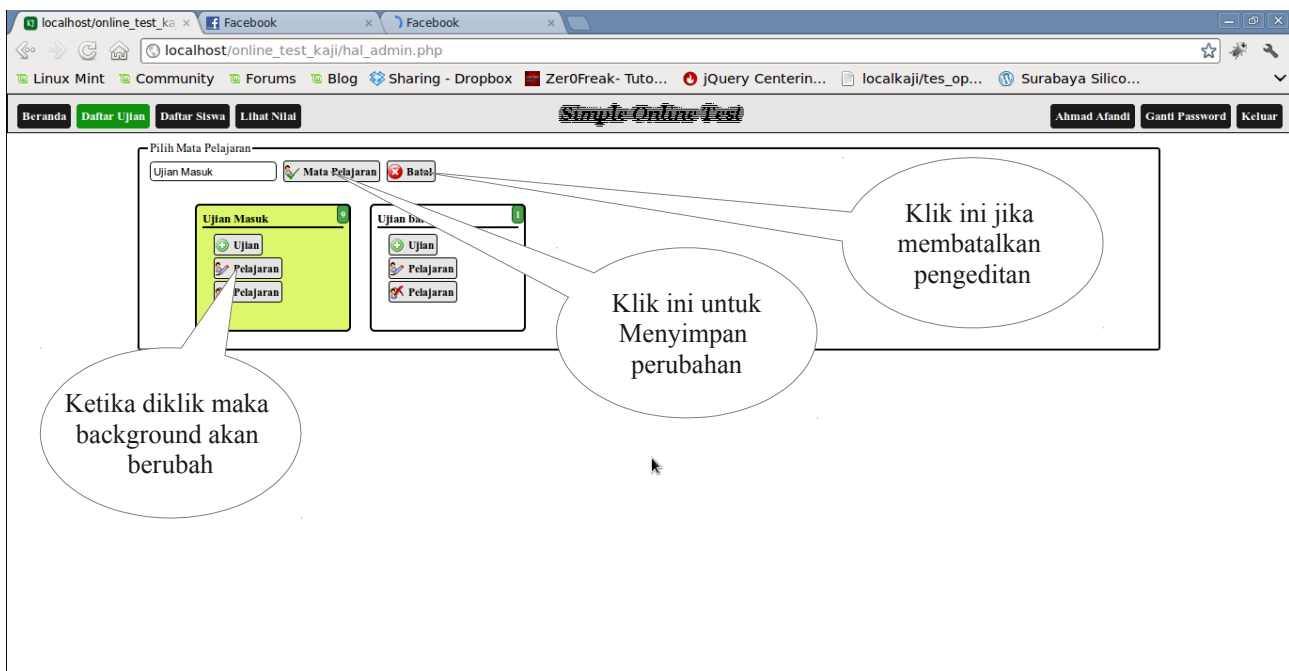 localhost/online_test_ka
Facebook
Facebook
localhost/online_test_kaji/hal_admin.php
Linux Mint
Community
Forums
Blog
Sharing - Dropbox
Zer0Freak- Tuto...
jQuery Centerin...
localkaji/tes_op...
Surabaya Silico...
Beranda
Daftar Ujian
Daftar Siswa
Lihat Nilai
Simple Online Test
Ahmad Afandi
Ganti Password
Keluar
Pilih Mata Pelajaran
Ujian Masuk
Mata Pelajaran
Batal
Ujian Masuk
9
Ujian
Pelajaran
Pelajaran
Ujian
1
Ujian
Pelajaran
Pelajaran
Klik ini jika
membatalkan
pengeditan
Klik ini untuk
Menyimpan
perubahan
Ketika diklik maka
background akan
berubah